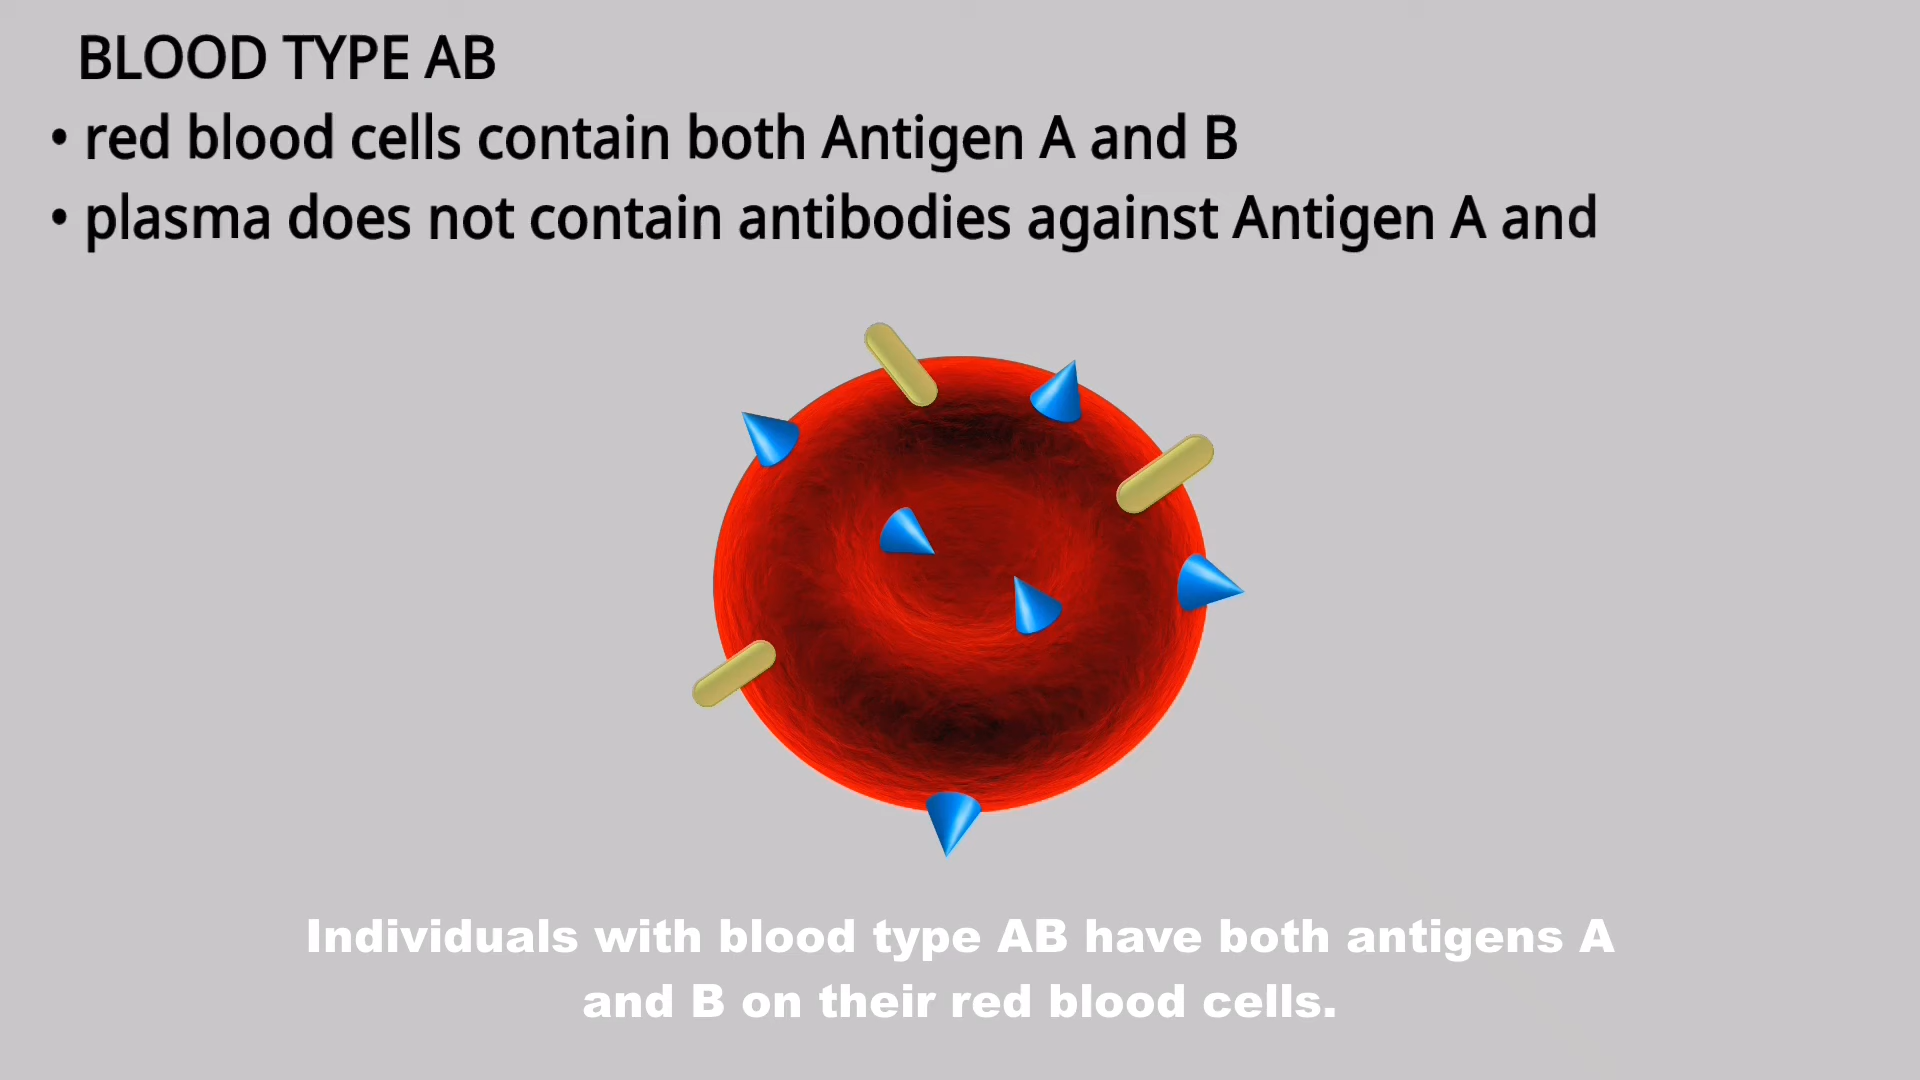 BLOOD TYPE AB
• red blood cells contain both Antigen A and B
• plasma does not contain antibodies against Antigen A and
Individuals with blood type AB have both antigens A
and B on their red blood cells.